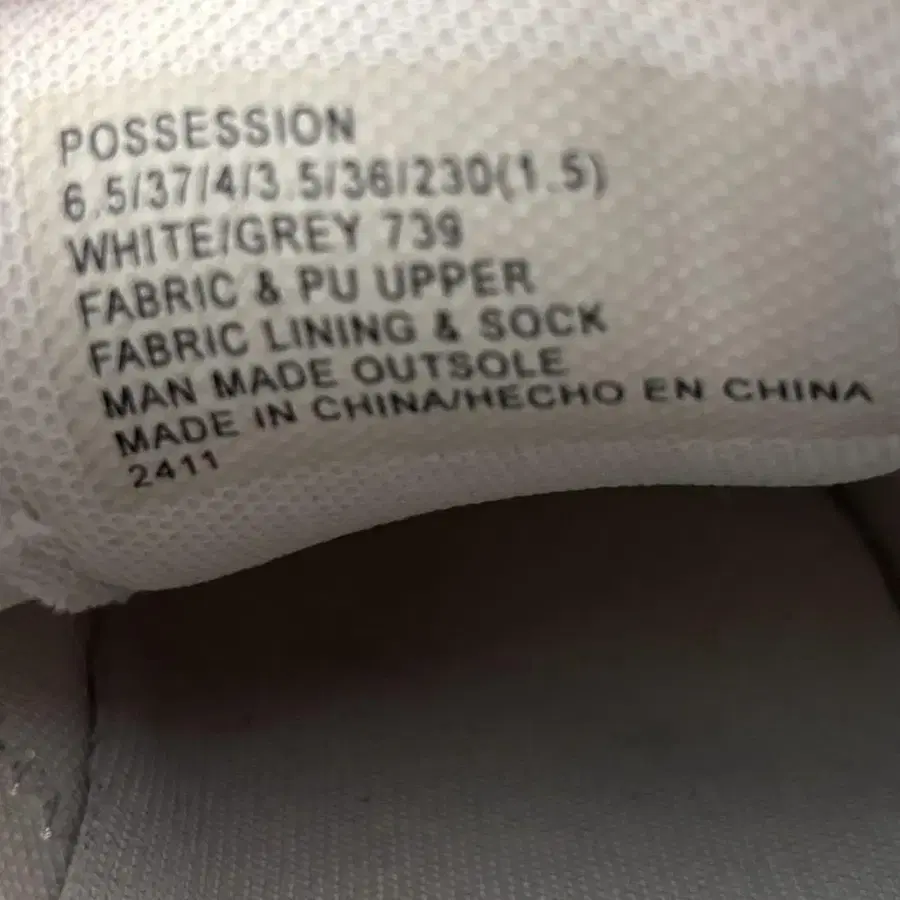 POSSESSION
6.5/37/4/3.5/36/230(1.5)
WHITE/GREY 739
FABRIC & PU UPPER
FABRIC LINING & SOCK
MAN MADE OUTSOLE
MADE IN CHINA/HECHO EN CHINA
2411